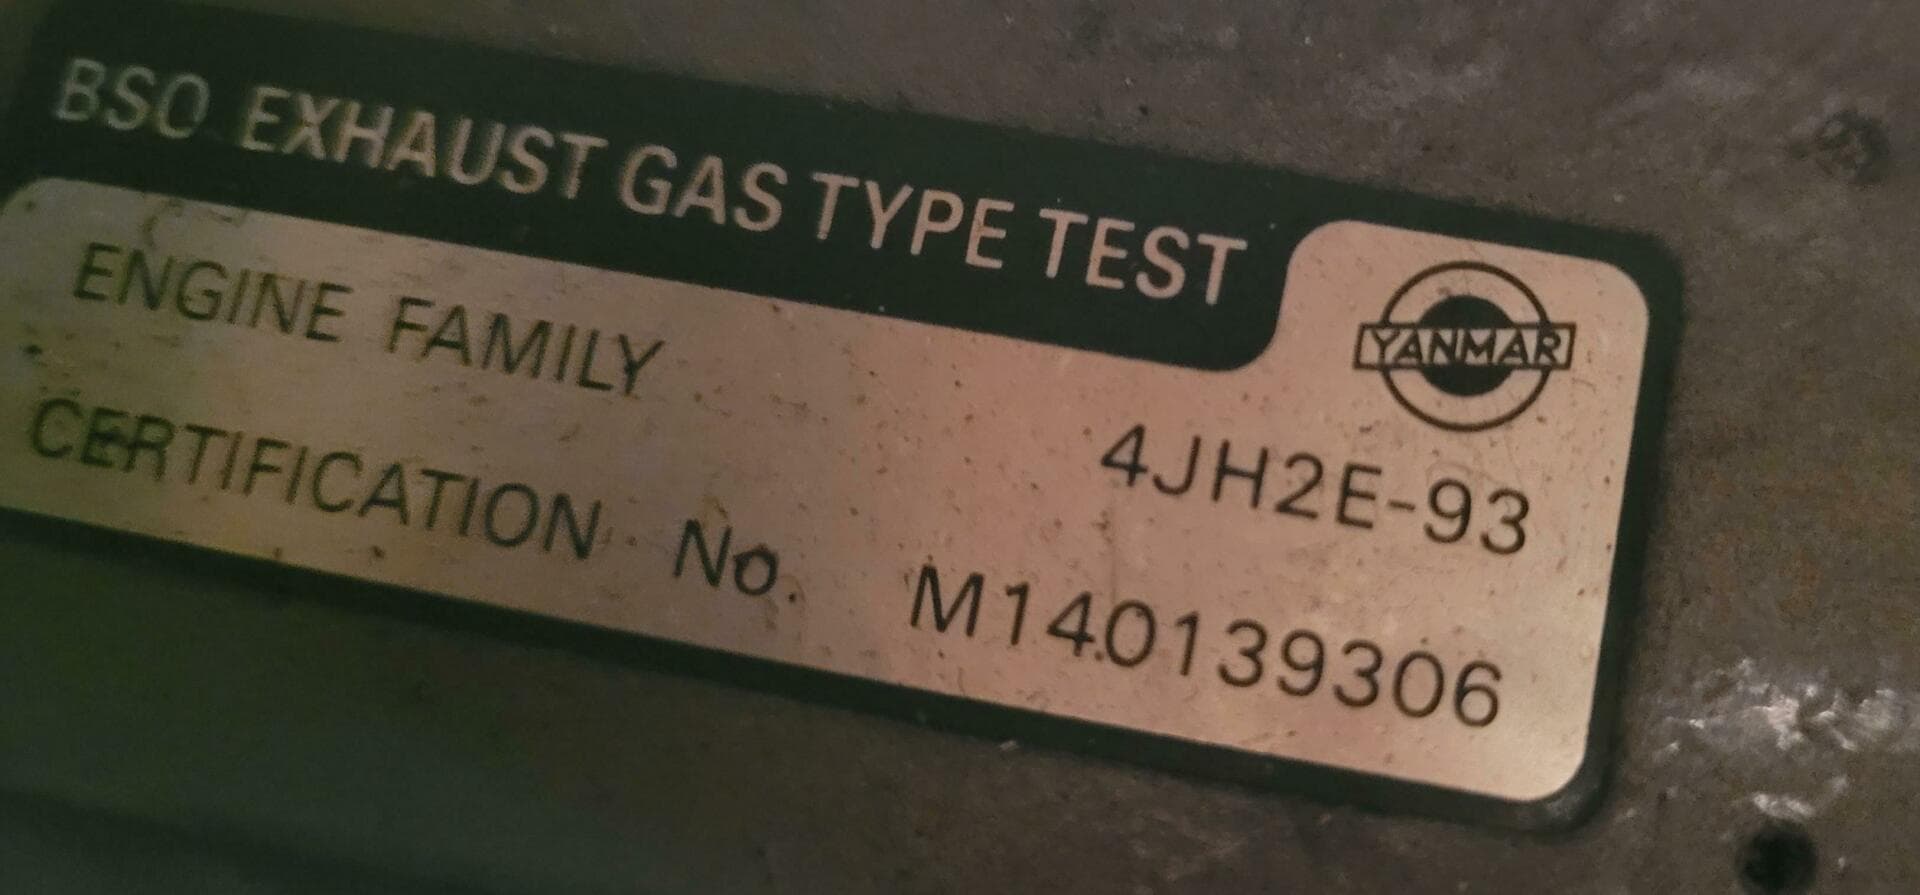 BSO EXHAUST GAS TYPE TEST
YANMAR
ENGINE FAMILY 4JH2E-93
CERTIFICATION No. M140139306